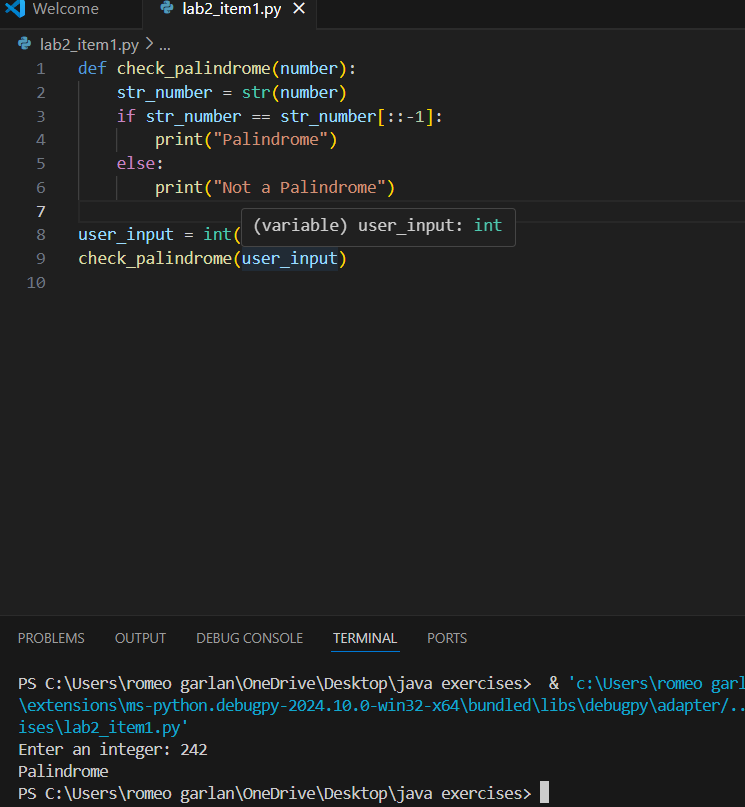 Welcome
lab2_item1.py ×
lab2_item1.py > ...
1 def check_palindrome(number):
2     str_number = str(number)
3     if str_number == str_number[::-1]:
4         print("Palindrome")
5     else:
6         print("Not a Palindrome")
7
(variable) user_input: int
8 user_input = int(
9 check_palindrome(user_input)
10
PROBLEMS OUTPUT DEBUG CONSOLE TERMINAL PORTS
PS C:\Users\romeo garlan\OneDrive\Desktop\java exercises>  & 'c:\Users\romeo garl
\extensions\ms-python.debugpy-2024.10.0-win32-x64\bundled\libs\debugpy\adapter/..
ises\lab2_item1.py'
Enter an integer: 242
Palindrome
PS C:\Users\romeo garlan\OneDrive\Desktop\java exercises>